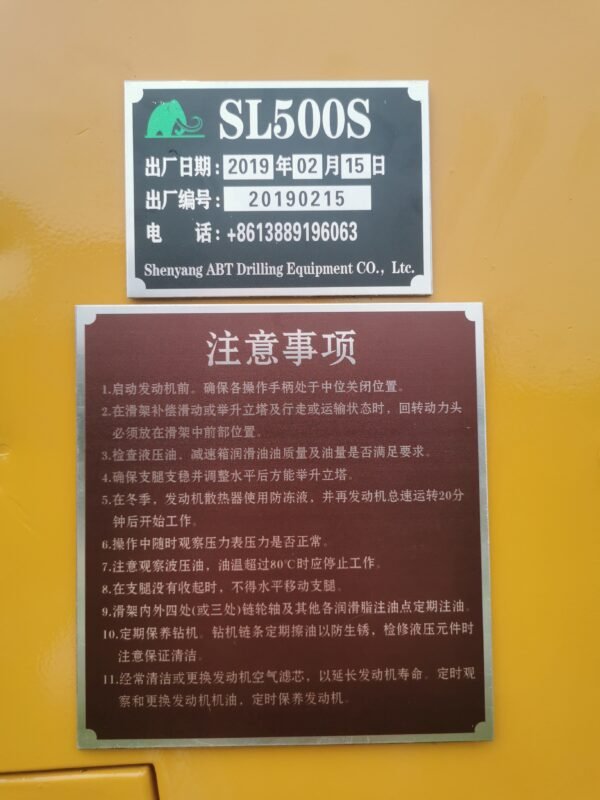 SL500S
出厂日期：2019年02月15日
出厂编号：20190215
电 话：+8613889196063
Shenyang ABT Drilling Equipment CO., Ltc.
注意事项
1.启动发动机前。确保各操作手柄处于中位关闭位置。
2.在滑架补偿滑动或举升立塔及行走或运输状态时，回转动力头
必须放在滑架中前部位置。
3.检查液压油、减速箱润滑油油质量及油量是否满足要求。
4.确保支腿支稳并调整水平后方能举升立塔。
5.在冬季，发动机散热器使用防冻液，并再发动机总速运转20分
钟后开始工作。
6.操作中随时观察压力表压力是否正常。
7.注意观察波压油，油温超过80℃时应停止工作。
8.在支腿没有收起时，不得水平移动支腿。
9.滑架内外四处(或三处)链轮轴及其他各润滑脂注油点定期注油。
10.定期保养钻机。钻机链条定期擦油以防生锈，检修液压元件时
注意保证清洁。
11.经常清洁或更换发动机空气滤芯，以延长发动机寿命。定时观
察和更换发动机机油，定时保养发动机。